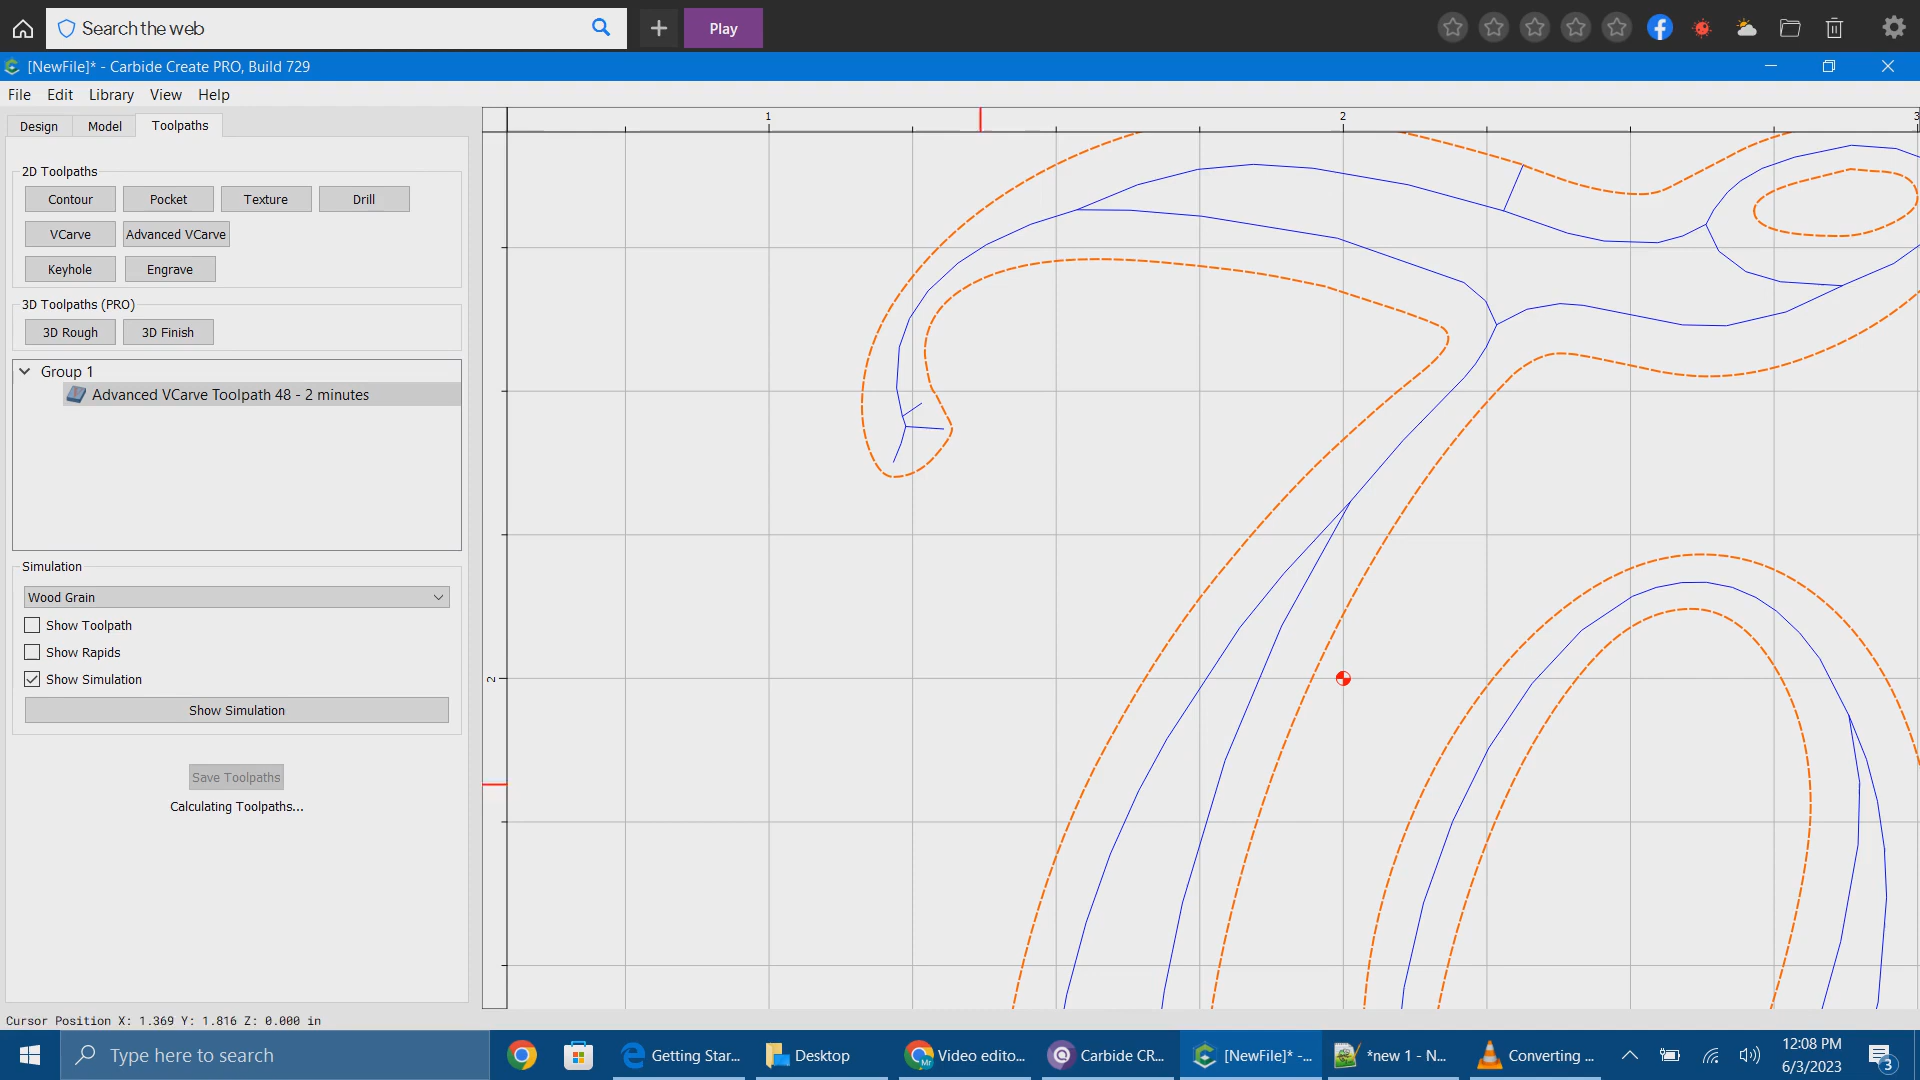 Search the web
Play
[NewFile]* - Carbide Create PRO, Build 729
File Edit Library View Help
Design Model Toolpaths
2D Toolpaths
Contour Pocket Texture Drill
VCarve Advanced VCarve
Keyhole Engrave
3D Toolpaths (PRO)
3D Rough 3D Finish
Group 1
Advanced VCarve Toolpath 48 - 2 minutes
Simulation
Wood Grain
Show Toolpath
Show Rapids
Show Simulation
Show Simulation
Save Toolpaths
Calculating Toolpaths...
1 2 3
2
Cursor Position X: 1.369 Y: 1.816 Z: 0.000 in
Type here to search
Getting Star...
Desktop
Mr
Video edito...
Carbide CR...
[NewFile]* -...
*new 1 - N...
Converting ...
12:08 PM
6/3/2023
3